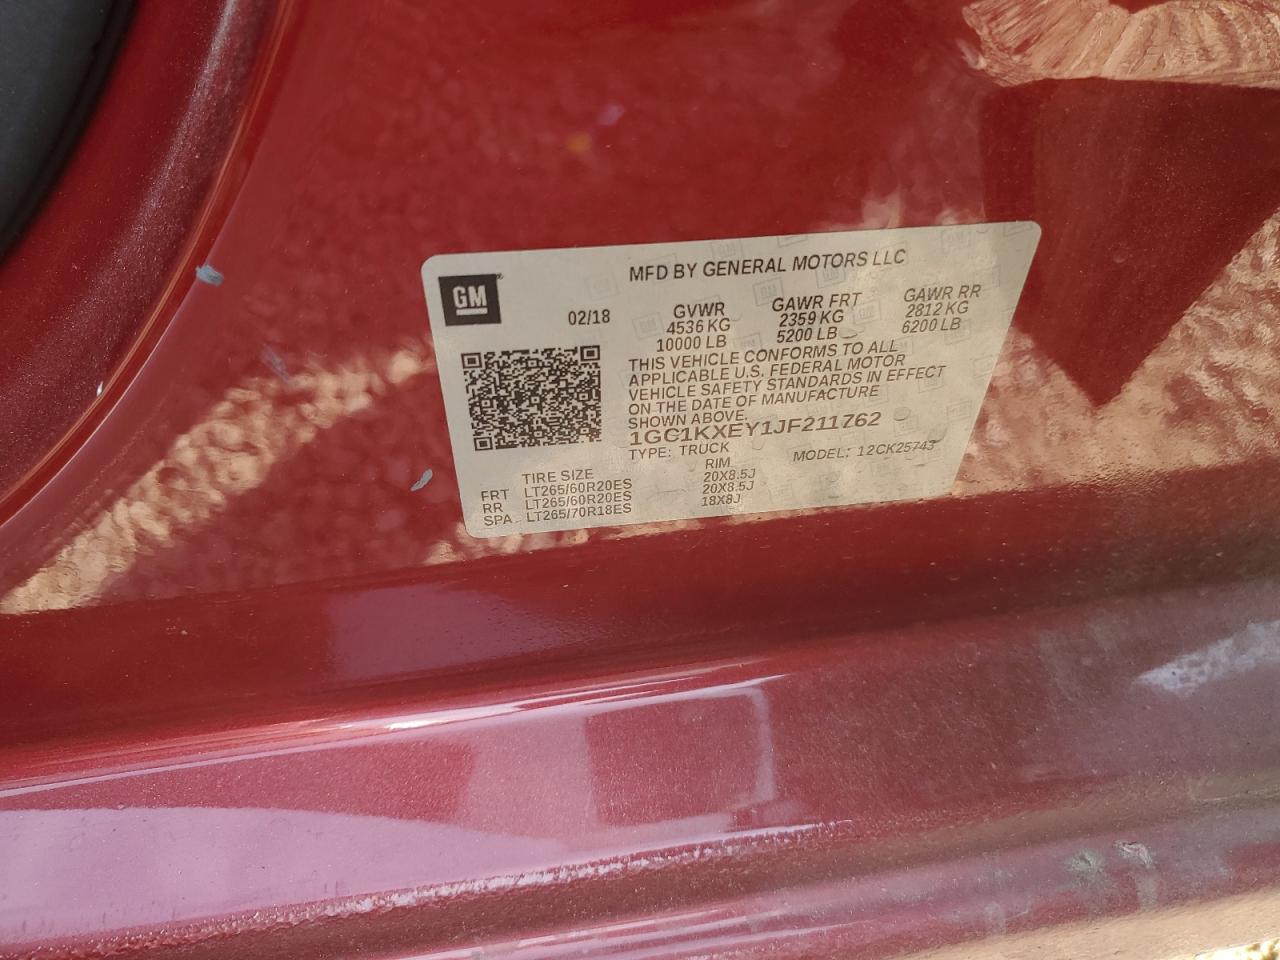 GM
MFD BY GENERAL MOTORS LLC
02/18
GVWR GAWR FRT GAWR RR
4536 KG 2359 KG 2812 KG
10000 LB 5200 LB 6200 LB
THIS VEHICLE CONFORMS TO ALL
APPLICABLE U.S. FEDERAL MOTOR
VEHICLE SAFETY STANDARDS IN EFFECT
ON THE DATE OF MANUFACTURE
SHOWN ABOVE.
1GC1KXEY1JF211762
TYPE: TRUCK MODEL: 12CK25743
TIRE SIZE RIM
FRT LT265/60R20ES 20X8.5J
RR LT265/60R20ES 20X8.5J
SPA LT265/70R18ES 18X8J